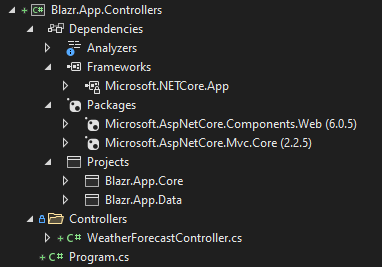 Blazr.App.Controllers
Dependencies
Analyzers
Frameworks
Microsoft.NETCore.App
Packages
Microsoft.AspNetCore.Components.Web (6.0.5)
Microsoft.AspNetCore.Mvc.Core (2.2.5)
Projects
Blazr.App.Core
Blazr.App.Data
Controllers
C# WeatherForecastController.cs
C# Program.cs